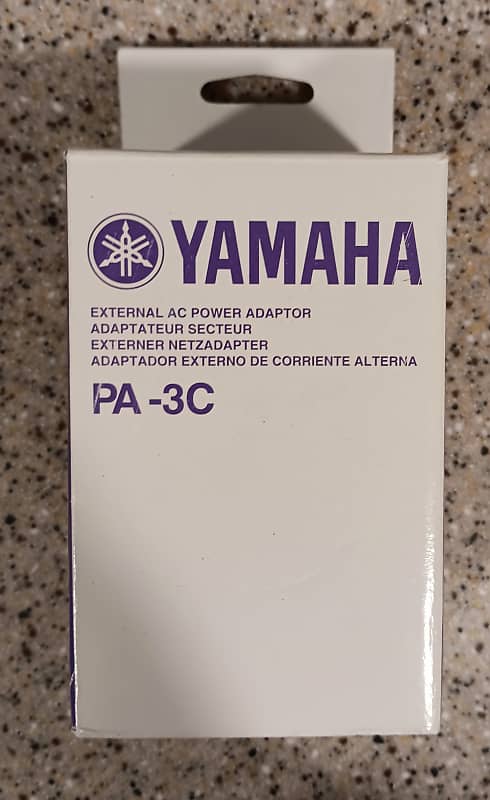 YAMAHA
EXTERNAL AC POWER ADAPTOR
ADAPTATEUR SECTEUR
EXTERNER NETZADAPTER
ADAPTADOR EXTERNO DE CORRIENTE ALTERNA
PA -3C